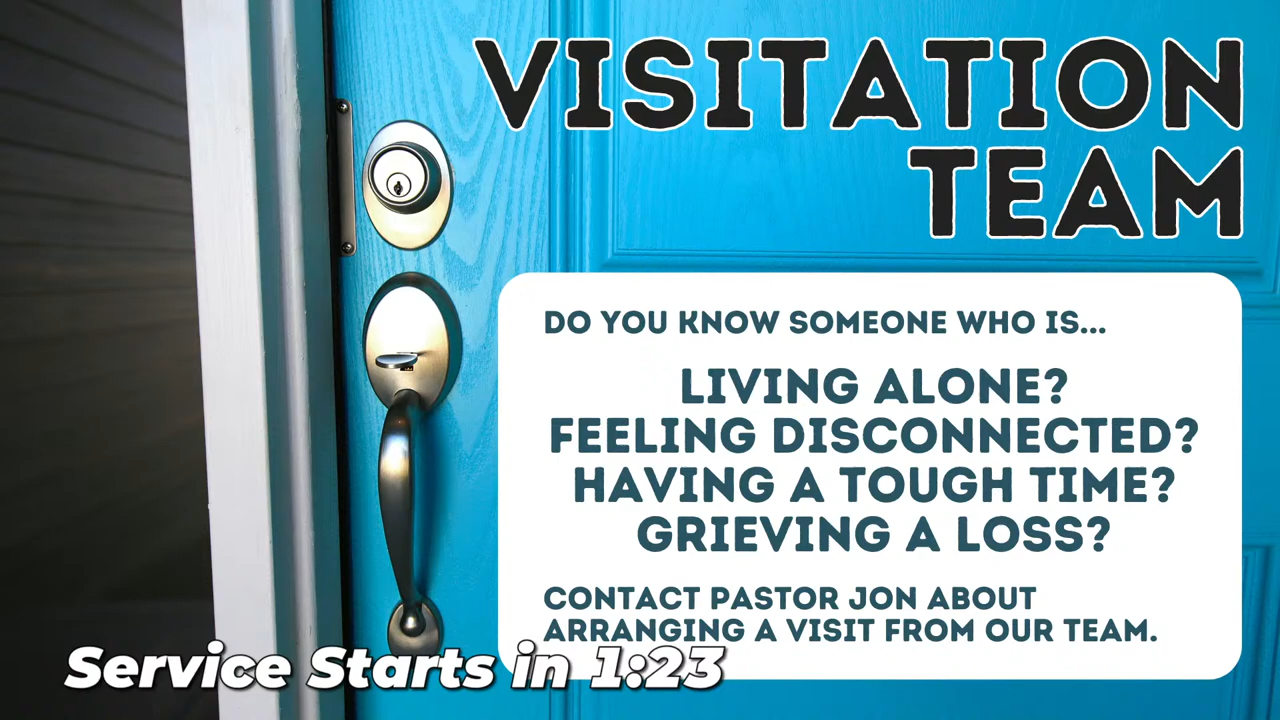 VISITATION
TEAM
DO YOU KNOW SOMEONE WHO IS...
LIVING ALONE?
FEELING DISCONNECTED?
HAVING A TOUGH TIME?
GRIEVING A LOSS?
CONTACT PASTOR JON ABOUT
ARRANGING A VISIT FROM OUR TEAM.
Service Starts in 1:23